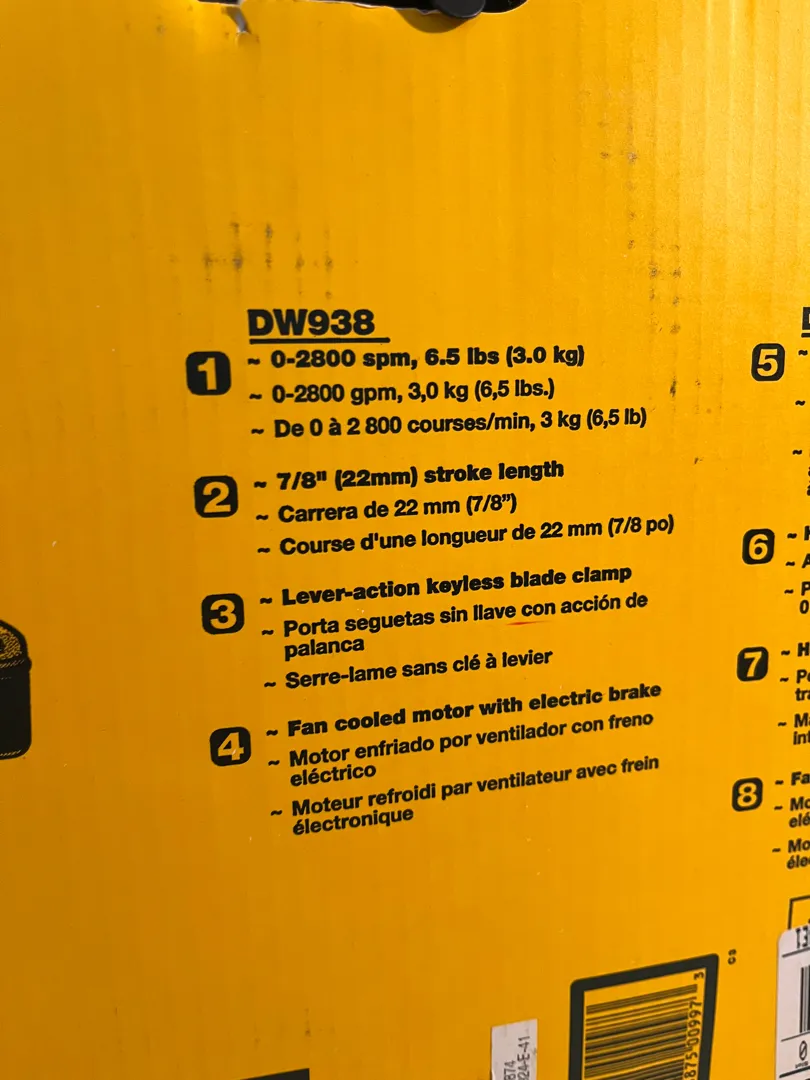 DW938
1
~ 0-2800 spm, 6.5 lbs (3.0 kg)
~ 0-2800 gpm, 3,0 kg (6,5 lbs.)
~ De 0 à 2 800 courses/min, 3 kg (6,5 lb)
2
~ 7/8" (22mm) stroke length
~ Carrera de 22 mm (7/8”)
~ Course d'une longueur de 22 mm (7/8 po)
3
~ Lever-action keyless blade clamp
~ Porta seguetas sin llave con acción de
palanca
~ Serre-lame sans clé à levier
4
~ Fan cooled motor with electric brake
~ Motor enfriado por ventilador con freno
eléctrico
~ Moteur refroidi par ventilateur avec frein
électronique
5
6
7
8